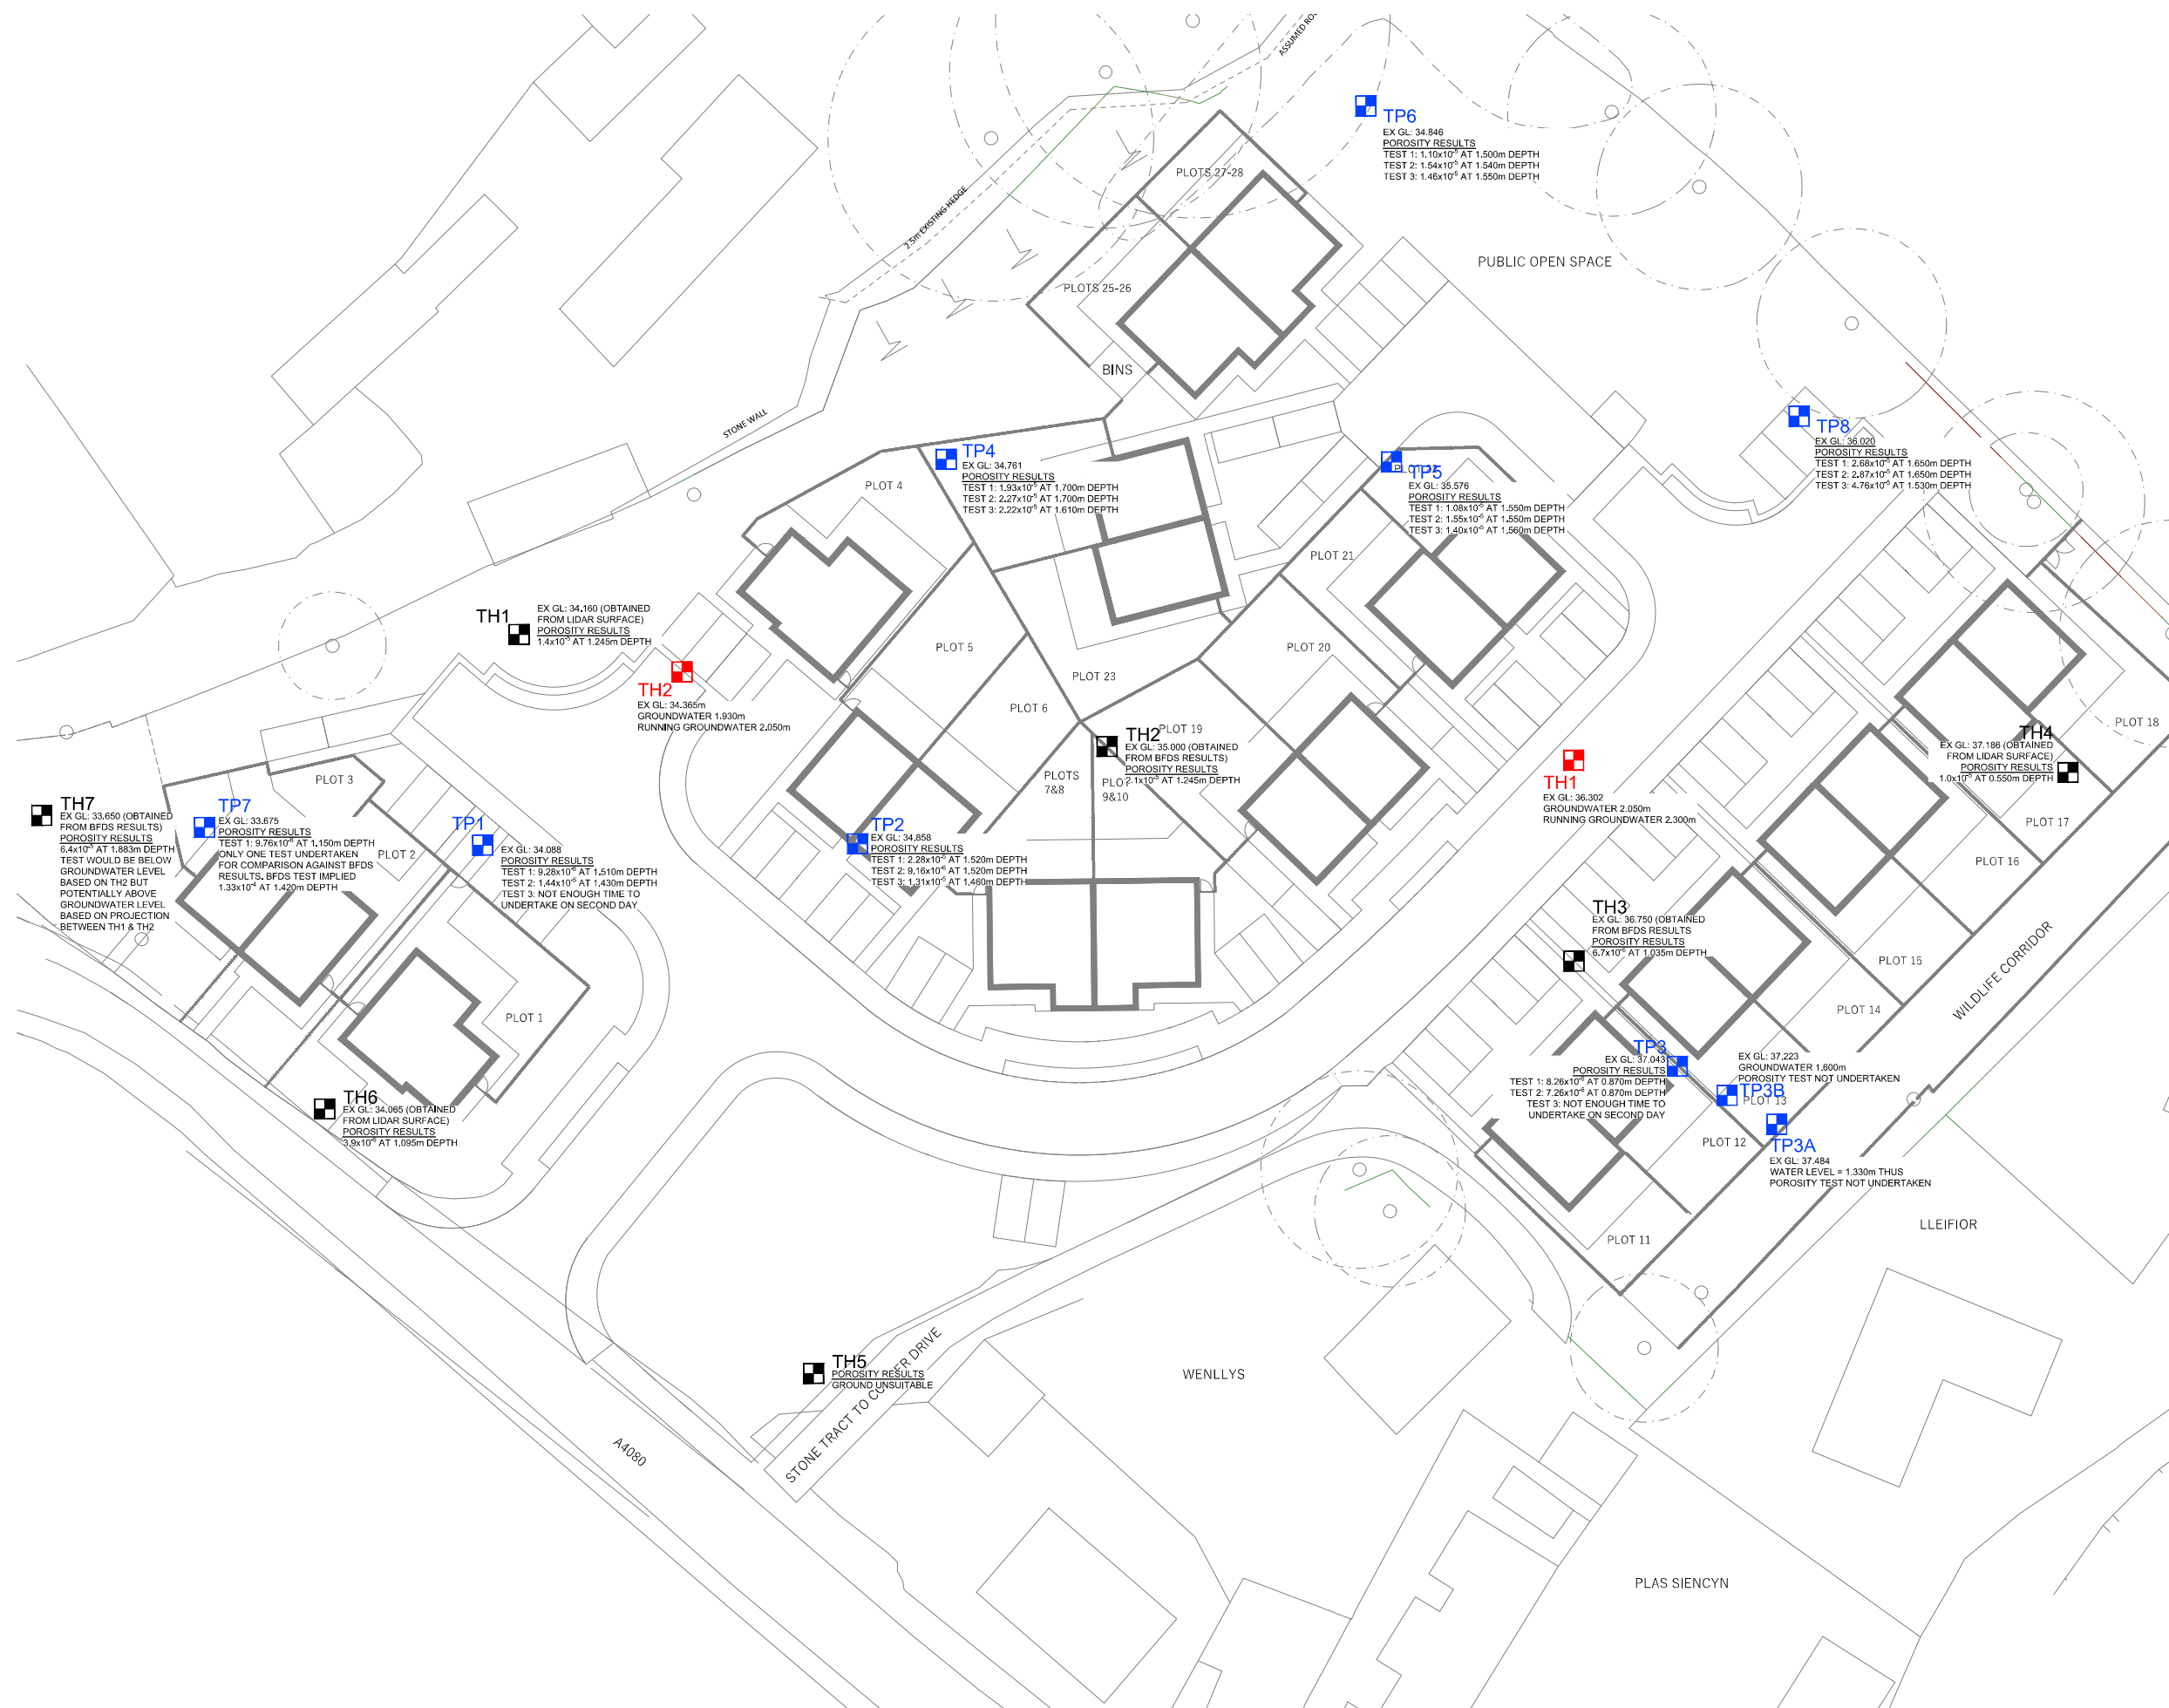 ASSUMED RO
TP6
EX GL: 34.846
POROSITY RESULTS
TEST 1: 1.10x10⁻⁵ AT 1.500m DEPTH
TEST 2: 1.54x10⁻⁵ AT 1.540m DEPTH
TEST 3: 1.46x10⁻⁵ AT 1.550m DEPTH
PLOTS 27-28
2.5m EXISTING HEDGE
PUBLIC OPEN SPACE
PLOTS 25-26
BINS
STONE WALL
TP8
EX GL: 36.020
POROSITY RESULTS
TEST 1: 2.68x10⁻⁵ AT 1.650m DEPTH
TEST 2: 2.87x10⁻⁵ AT 1.650m DEPTH
TEST 3: 4.76x10⁻⁵ AT 1.530m DEPTH
TP4
EX GL: 34.761
POROSITY RESULTS
TEST 1: 1.93x10⁻⁵ AT 1.700m DEPTH
TEST 2: 2.27x10⁻⁵ AT 1.700m DEPTH
TEST 3: 2.22x10⁻⁵ AT 1.610m DEPTH
PLOT 4
TP5
EX GL: 35.576
POROSITY RESULTS
TEST 1: 1.08x10⁻⁵ AT 1.550m DEPTH
TEST 2: 1.55x10⁻⁵ AT 1.550m DEPTH
TEST 3: 1.40x10⁻⁵ AT 1.560m DEPTH
PLOT 21
TH1
EX GL: 34.160 (OBTAINED
FROM LIDAR SURFACE)
POROSITY RESULTS
1.4x10⁻⁵ AT 1.245m DEPTH
PLOT 5
PLOT 20
PLOT 23
TH2
EX GL: 34.365m
GROUNDWATER 1.930m
RUNNING GROUNDWATER 2.050m
PLOT 6
PLOT 19
TH2
EX GL: 35.000 (OBTAINED
FROM BFDS RESULTS)
POROSITY RESULTS
2.1x10⁻⁵ AT 1.245m DEPTH
PLOTS
7&8
9&10
PLOT 18
TH4
EX GL: 37.186 (OBTAINED
FROM LIDAR SURFACE)
POROSITY RESULTS
1.0x10⁻⁵ AT 0.550m DEPTH
TH1
EX GL: 36.302
GROUNDWATER 2.050m
RUNNING GROUNDWATER 2.300m
PLOT 3
TH7
EX GL: 33.650 (OBTAINED
FROM BFDS RESULTS)
POROSITY RESULTS
6.4x10⁻⁵ AT 1.883m DEPTH
TEST WOULD BE BELOW
GROUNDWATER LEVEL
BASED ON TH2 BUT
POTENTIALLY ABOVE
GROUNDWATER LEVEL
BASED ON PROJECTION
BETWEEN TH1 & TH2
TP7
EX GL: 33.675
POROSITY RESULTS
TEST 1: 9.76x10⁻⁶ AT 1.150m DEPTH
ONLY ONE TEST UNDERTAKEN
FOR COMPARISON AGAINST BFDS
RESULTS. BFDS TEST IMPLIED
1.33x10⁻⁴ AT 1.420m DEPTH
PLOT 2
TP1
EX GL: 34.088
POROSITY RESULTS
TEST 1: 9.28x10⁻⁶ AT 1.510m DEPTH
TEST 2: 1.44x10⁻⁵ AT 1.430m DEPTH
TEST 3: NOT ENOUGH TIME TO
UNDERTAKE ON SECOND DAY
TP2
EX GL: 34.858
POROSITY RESULTS
TEST 1: 2.28x10⁻⁵ AT 1.520m DEPTH
TEST 2: 9.16x10⁻⁶ AT 1.520m DEPTH
TEST 3: 1.31x10⁻⁵ AT 1.460m DEPTH
PLOT 17
PLOT 16
TH3
EX GL: 36.750 (OBTAINED
FROM BFDS RESULTS
POROSITY RESULTS
6.7x10⁻⁶ AT 1.035m DEPTH
PLOT 15
PLOT 14
WILDLIFE CORRIDOR
PLOT 1
TP3
EX GL: 37.043
POROSITY RESULTS
TEST 1: 8.26x10⁻⁶ AT 0.870m DEPTH
TEST 2: 7.26x10⁻⁶ AT 0.870m DEPTH
TEST 3: NOT ENOUGH TIME TO
UNDERTAKE ON SECOND DAY
EX GL: 37.223
GROUNDWATER 1.600m
POROSITY TEST NOT UNDERTAKEN
TP3B
PLOT 13
PLOT 12
TP3A
EX GL: 37.484
WATER LEVEL = 1.330m THUS
POROSITY TEST NOT UNDERTAKEN
TH6
EX GL: 34.065 (OBTAINED
FROM LIDAR SURFACE)
POROSITY RESULTS
3.9x10⁻⁵ AT 1.095m DEPTH
PLOT 11
LLEIFIOR
TH5
POROSITY RESULTS
GROUND UNSUITABLE
STONE TRACT TO DRIVE
WENLLYS
A4080
PLAS SIENCYN